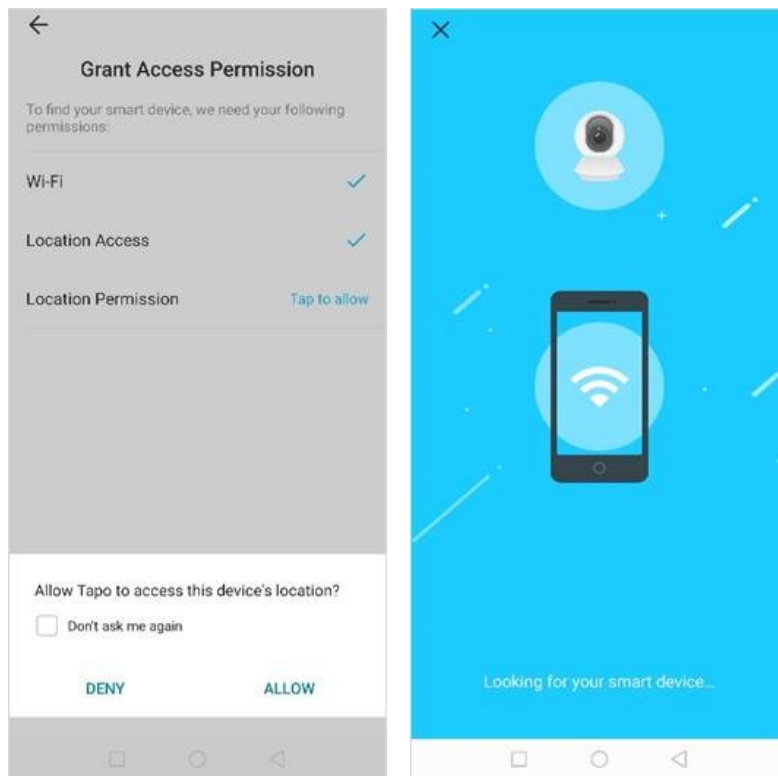 Grant Access Permission
To find your smart device, we need your following
permissions:
Wi-Fi
Location Access
Location Permission Tap to allow
Allow Tapo to access this device's location?
Don't ask me again
DENY ALLOW
Looking for your smart device...